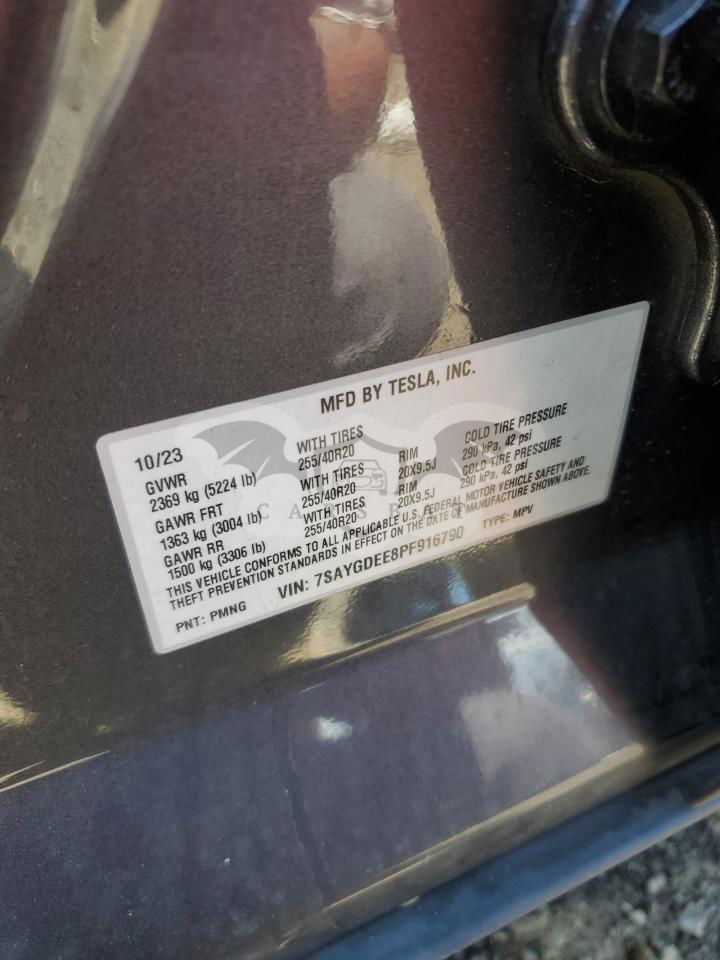 MFD BY TESLA, INC.
10/23
GVWR WITH TIRES RIM COLD TIRE PRESSURE
2369 kg (5224 lb) 255/40R20 20X9.5J 290 kPa, 42 psi
GAWR FRT WITH TIRES RIM COLD TIRE PRESSURE
1363 kg (3004 lb) 255/40R20 20X9.5J 290 kPa, 42 psi
GAWR RR WITH TIRES
1500 kg (3306 lb) 255/40R20
THIS VEHICLE CONFORMS TO ALL APPLICABLE U.S. FEDERAL MOTOR VEHICLE SAFETY AND
THEFT PREVENTION STANDARDS IN EFFECT ON THE DATE OF MANUFACTURE SHOWN ABOVE.
PNT: PMNG VIN: 7SAYGDEE8PF916790 TYPE: MPV